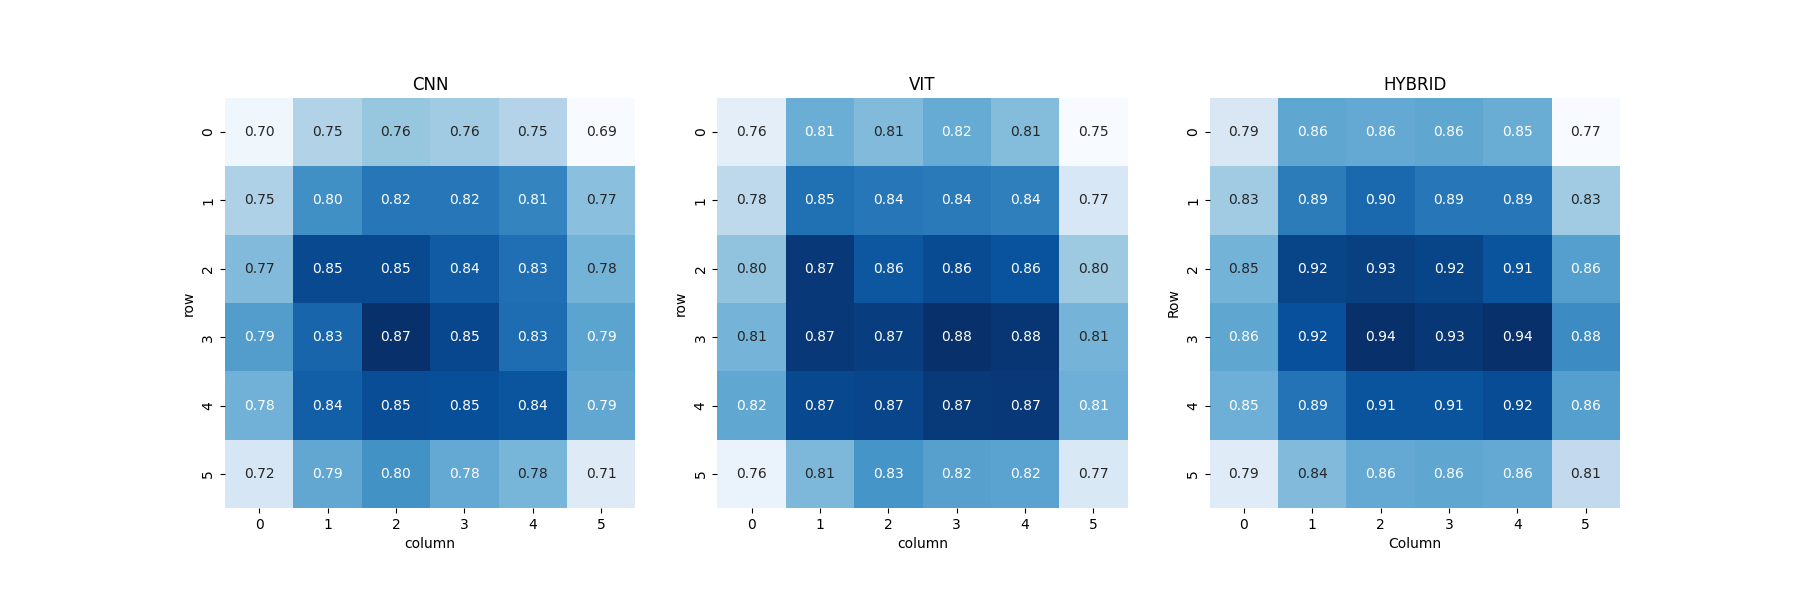 CNN
0 0.70 0.75 0.76 0.76 0.75 0.69
1 0.75 0.80 0.82 0.82 0.81 0.77
2 0.77 0.85 0.85 0.84 0.83 0.78
row
3 0.79 0.83 0.87 0.85 0.83 0.79
4 0.78 0.84 0.85 0.85 0.84 0.79
5 0.72 0.79 0.80 0.78 0.78 0.71
0 1 2 3 4 5
column
VIT
0 0.76 0.81 0.81 0.82 0.81 0.75
1 0.78 0.85 0.84 0.84 0.84 0.77
2 0.80 0.87 0.86 0.86 0.86 0.80
row
3 0.81 0.87 0.87 0.88 0.88 0.81
4 0.82 0.87 0.87 0.87 0.87 0.81
5 0.76 0.81 0.83 0.82 0.82 0.77
0 1 2 3 4 5
column
HYBRID
0 0.79 0.86 0.86 0.86 0.85 0.77
1 0.83 0.89 0.90 0.89 0.89 0.83
2 0.85 0.92 0.93 0.92 0.91 0.86
Row
3 0.86 0.92 0.94 0.93 0.94 0.88
4 0.85 0.89 0.91 0.91 0.92 0.86
5 0.79 0.84 0.86 0.86 0.86 0.81
0 1 2 3 4 5
Column